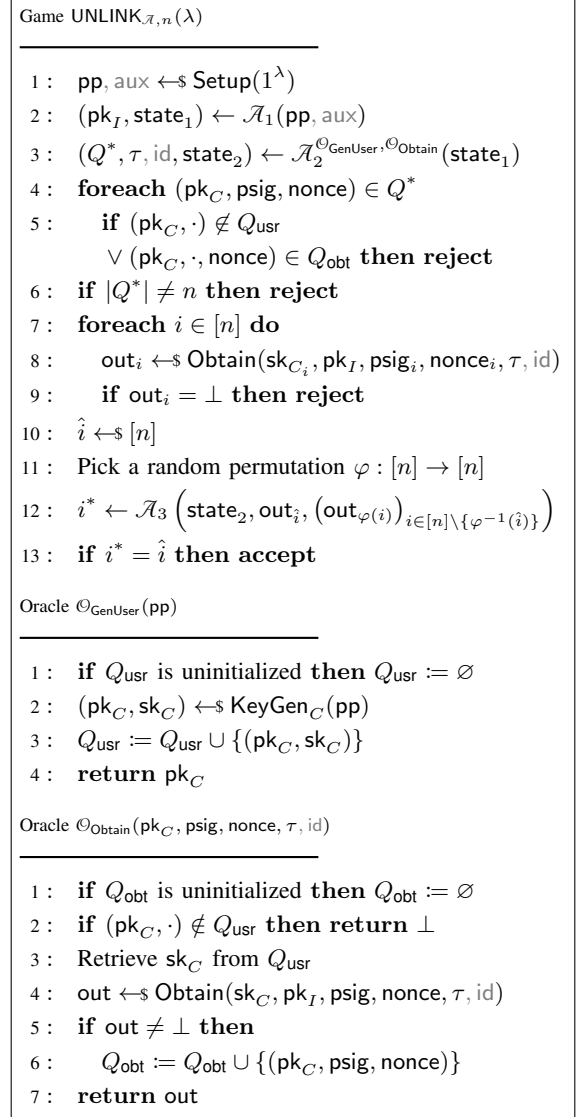 Game UNLINK𝒜,n(λ)
1 : pp, aux ←$ Setup(1^λ)
2 : (pk_I, state_1) ← 𝒜_1(pp, aux)
3 : (Q*, τ, id, state_2) ← 𝒜_2^{𝒪_GenUser, 𝒪_Obtain}(state_1)
4 : foreach (pk_C, psig, nonce) ∈ Q*
5 : if (pk_C, ·) ∉ Q_usr
∨ (pk_C, ·, nonce) ∈ Q_obt then reject
6 : if |Q*| ≠ n then reject
7 : foreach i ∈ [n] do
8 : out_i ←$ Obtain(sk_{C_i}, pk_I, psig_i, nonce_i, τ, id)
9 : if out_i = ⊥ then reject
10 : î ←$ [n]
11 : Pick a random permutation φ : [n] → [n]
12 : i* ← 𝒜_3 (state_2, out_î, (out_{φ(i)})_{i∈[n]\{φ^{-1}(î)}})
13 : if i* = î then accept
Oracle 𝒪_GenUser(pp)
1 : if Q_usr is uninitialized then Q_usr := ∅
2 : (pk_C, sk_C) ←$ KeyGen_C(pp)
3 : Q_usr := Q_usr ∪ {(pk_C, sk_C)}
4 : return pk_C
Oracle 𝒪_Obtain(pk_C, psig, nonce, τ, id)
1 : if Q_obt is uninitialized then Q_obt := ∅
2 : if (pk_C, ·) ∉ Q_usr then return ⊥
3 : Retrieve sk_C from Q_usr
4 : out ←$ Obtain(sk_C, pk_I, psig, nonce, τ, id)
5 : if out ≠ ⊥ then
6 : Q_obt := Q_obt ∪ {(pk_C, psig, nonce)}
7 : return out